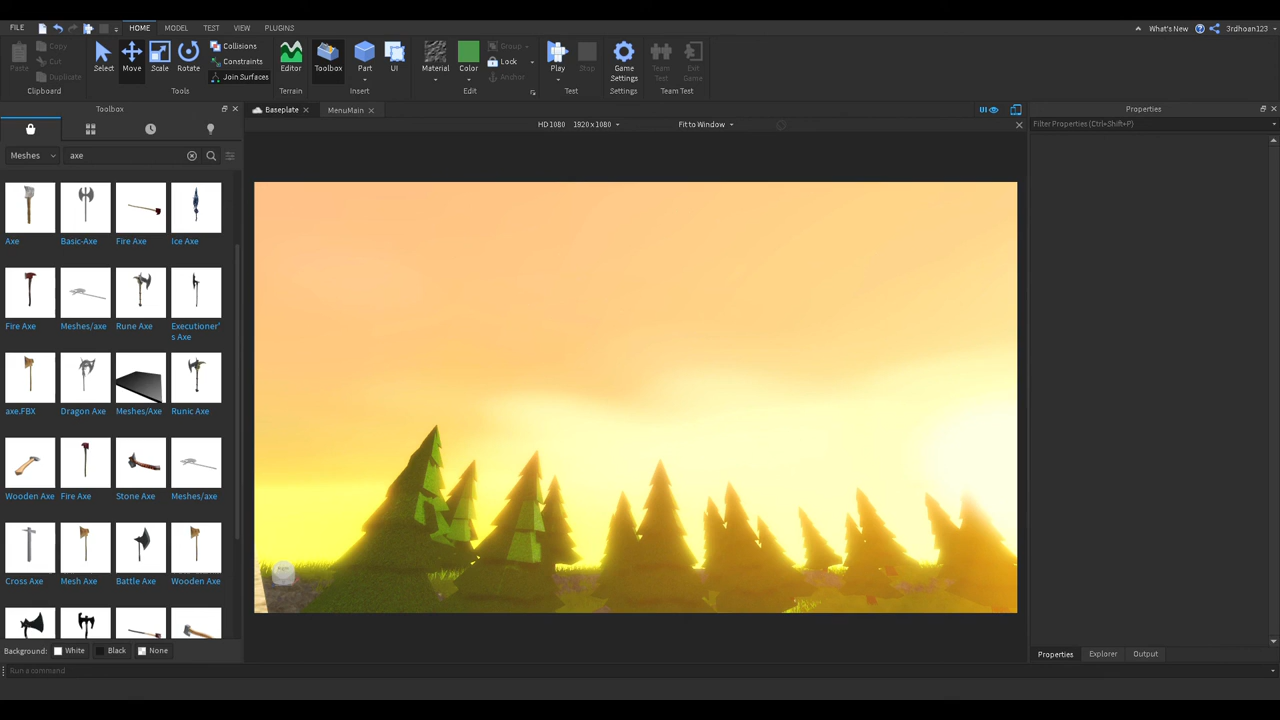 FILE HOME MODEL TEST VIEW PLUGINS What's New 3rdhoan123
Paste Copy Cut Duplicate Clipboard
Select Move Scale Rotate Collisions Constraints Join Surfaces Tools
Editor Terrain
Toolbox Part UI Insert
Material Color Group Lock Anchor Edit
Play Stop Test
Game Settings Settings
Team Test Exit Game Team Test
Toolbox
Baseplate MenuMain UI
Properties
HD1080 1920 x 1080 Fit to Window
Filter Properties (Ctrl+Shift+P)
Meshes axe
Axe Basic-Axe Fire Axe Ice Axe
Fire Axe Meshes/axe Rune Axe Executioner's Axe
axe.FBX Dragon Axe Meshes/Axe Runic Axe
Wooden Axe Fire Axe Stone Axe Meshes/axe
Cross Axe Mesh Axe Battle Axe Wooden Axe
Background: White Black None
Properties Explorer Output
Run a command